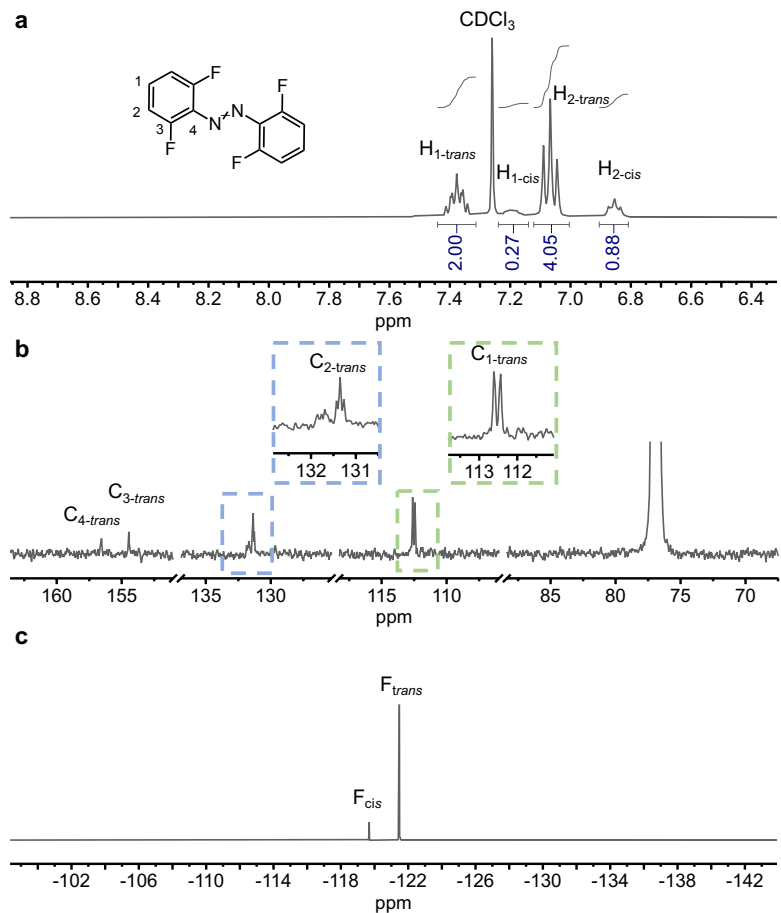 a
CDCl3
F
F
1
2
3
4
N
N
F
F
H1-trans
H1-cis
H2-trans
H2-cis
2.00
0.27
4.05
0.88
8.8 8.6 8.4 8.2 8.0 7.8 7.6 7.4 7.2 7.0 6.8 6.6 6.4
ppm
b
C2-trans
132 131
C1-trans
113 112
C4-trans
C3-trans
160 155 135 130 115 110 85 80 75 70
ppm
c
Ftrans
Fcis
-102 -106 -110 -114 -118 -122 -126 -130 -134 -138 -142
ppm